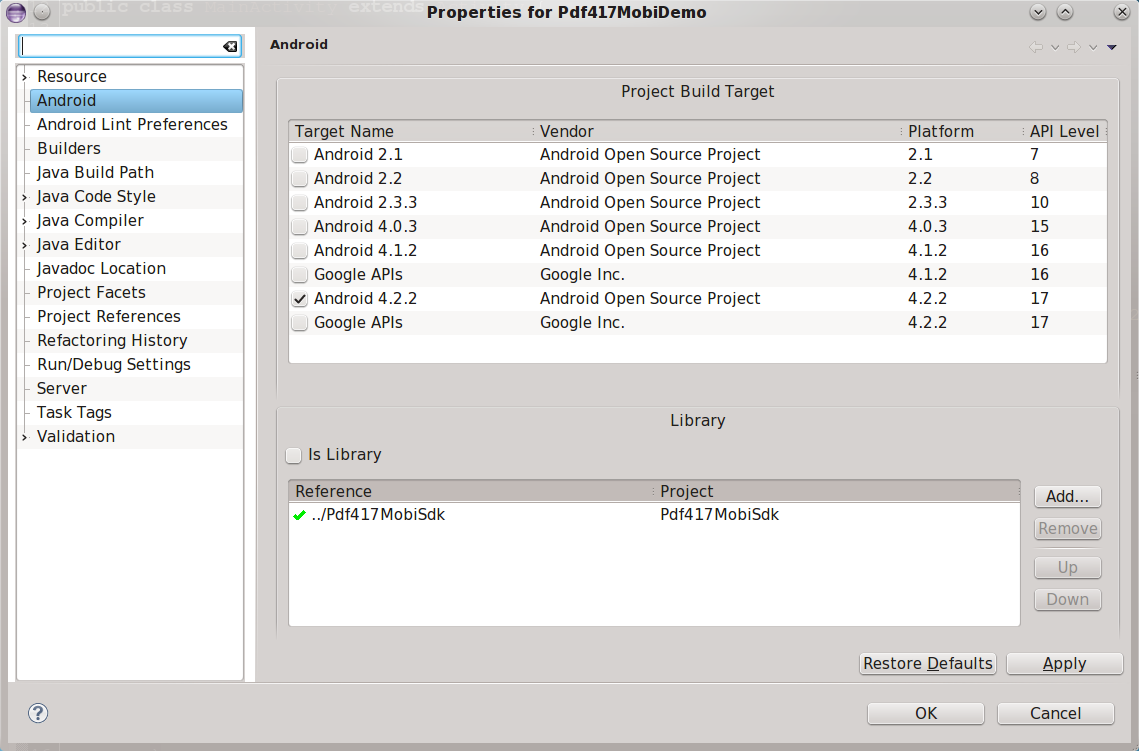 public class MainActivity extends
Properties for Pdf417MobiDemo
Resource
Android
Android Lint Preferences
Builders
Java Build Path
Java Code Style
Java Compiler
Java Editor
Javadoc Location
Project Facets
Project References
Refactoring History
Run/Debug Settings
Server
Task Tags
Validation
Android
Project Build Target
Target Name Vendor Platform API Level
Android 2.1 Android Open Source Project 2.1 7
Android 2.2 Android Open Source Project 2.2 8
Android 2.3.3 Android Open Source Project 2.3.3 10
Android 4.0.3 Android Open Source Project 4.0.3 15
Android 4.1.2 Android Open Source Project 4.1.2 16
Google APIs Google Inc. 4.1.2 16
Android 4.2.2 Android Open Source Project 4.2.2 17
Google APIs Google Inc. 4.2.2 17
Library
Is Library
Reference Project
../Pdf417MobiSdk Pdf417MobiSdk
Add...
Remove
Up
Down
Restore Defaults Apply
? OK Cancel